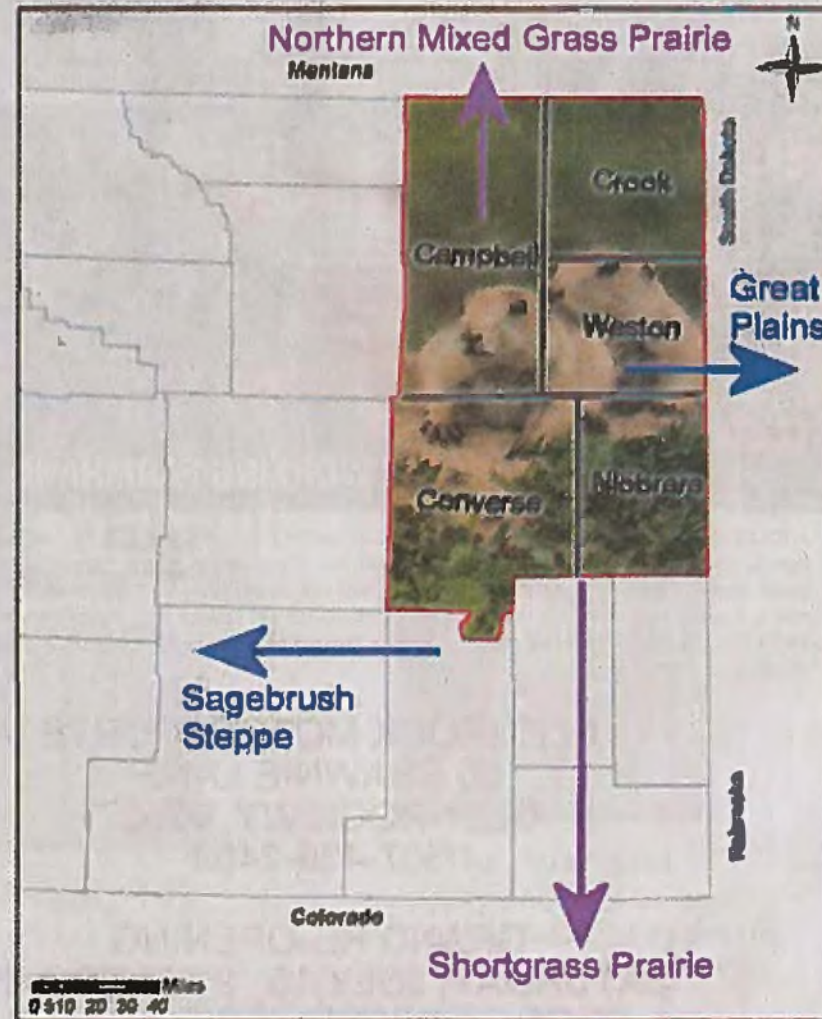 Northern Mixed Grass Prairie
Montana
N
Crook
South Dakota
Campbell
Great
Plains
Weston
Niobrara
Converse
Sagebrush
Steppe
Nebraska
Colorado
Shortgrass Prairie
Miles
0 5 10 20 30 40